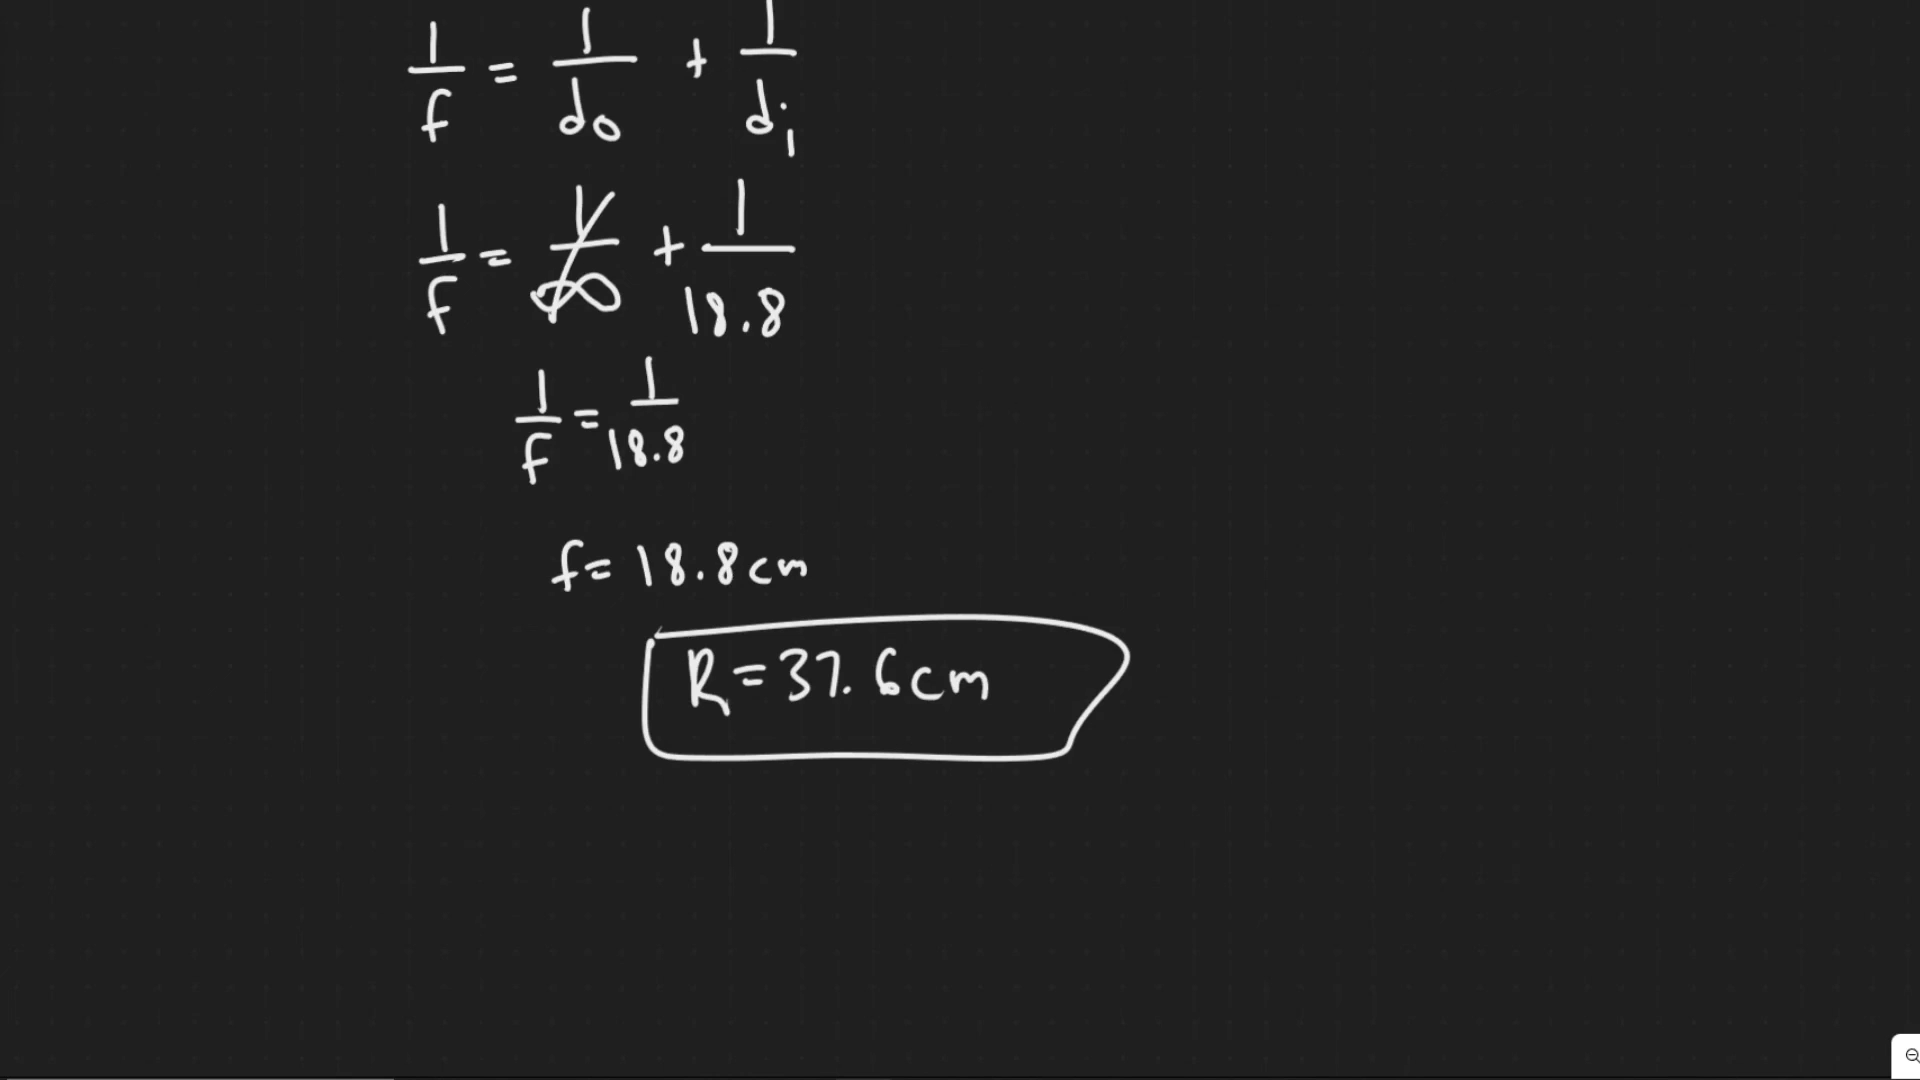 1/f = 1/do + 1/di
1/f = 1/∞ + 1/18.8
1/f = 1/18.8
f = 18.8cm
R = 37.6cm